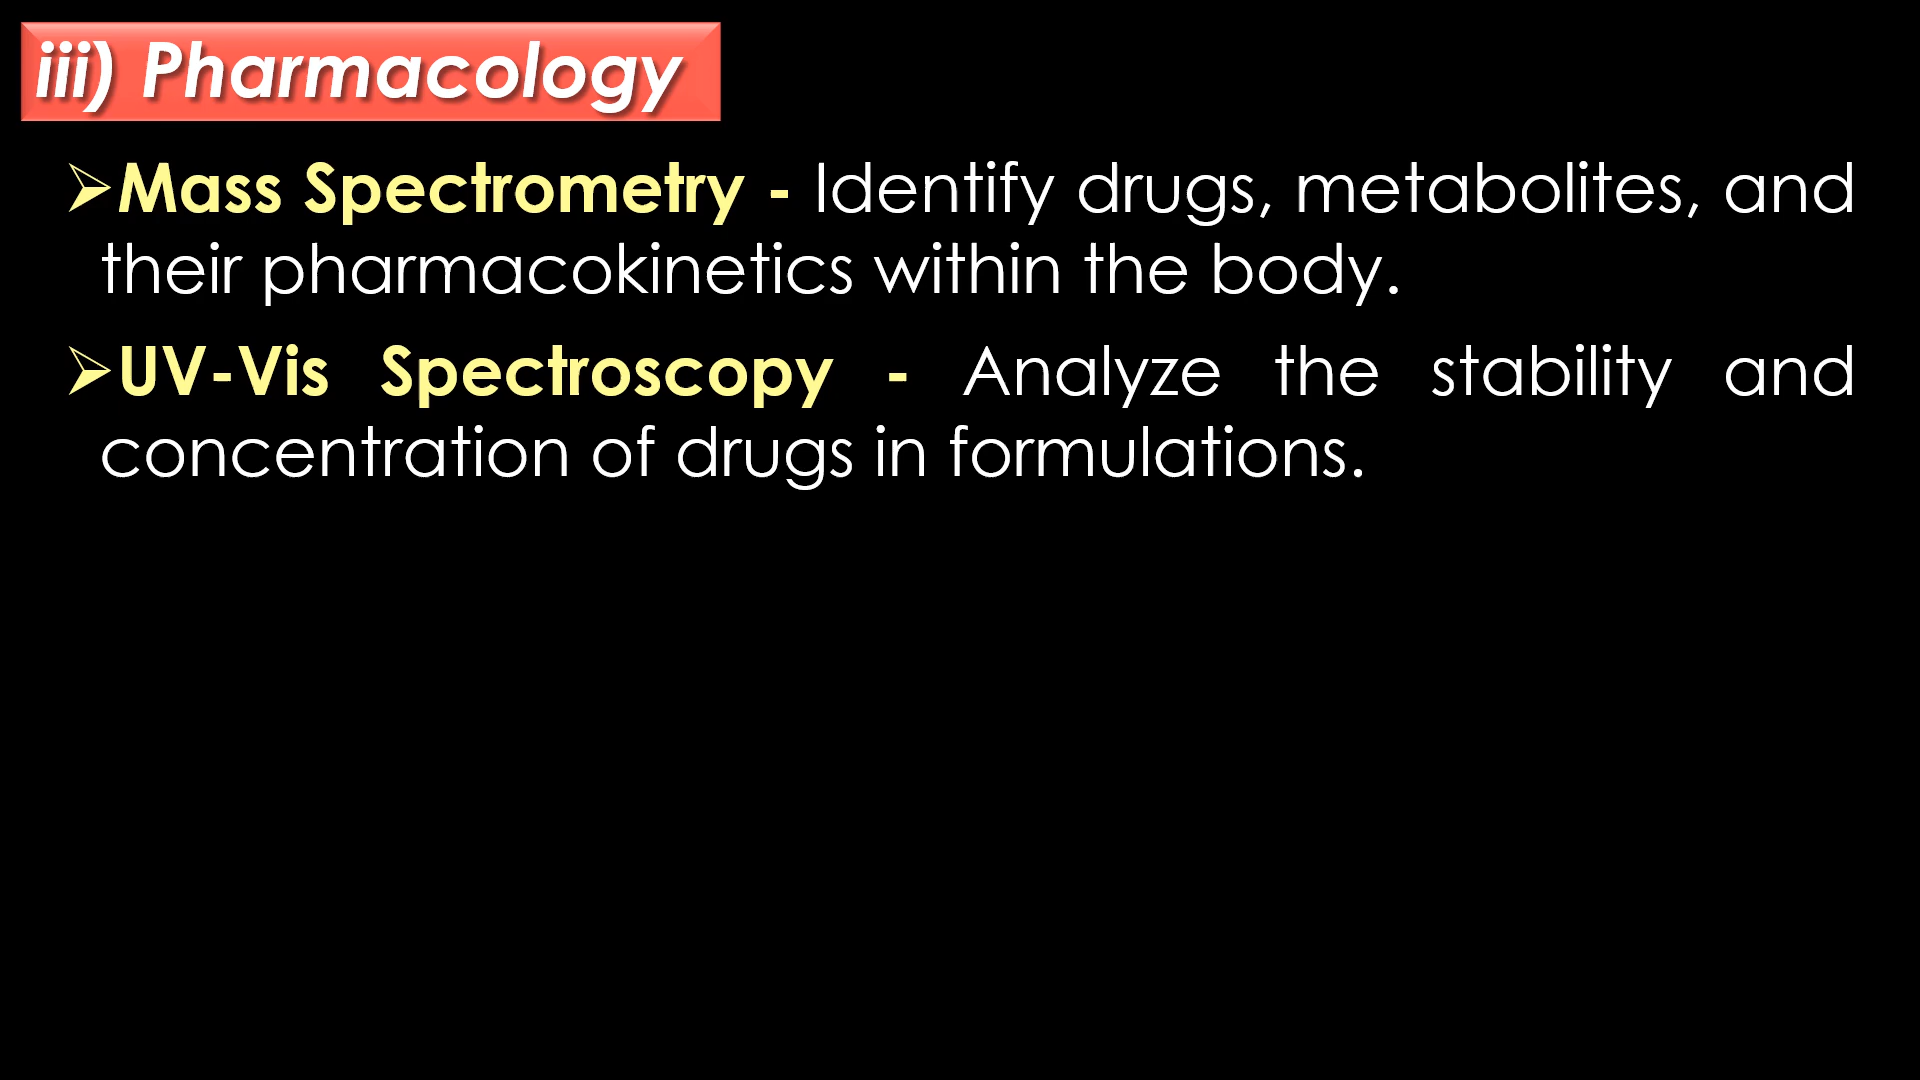 iii) Pharmacology
➢Mass Spectrometry - Identify drugs, metabolites, and
their pharmacokinetics within the body.
➢UV-Vis Spectroscopy - Analyze the stability and
concentration of drugs in formulations.